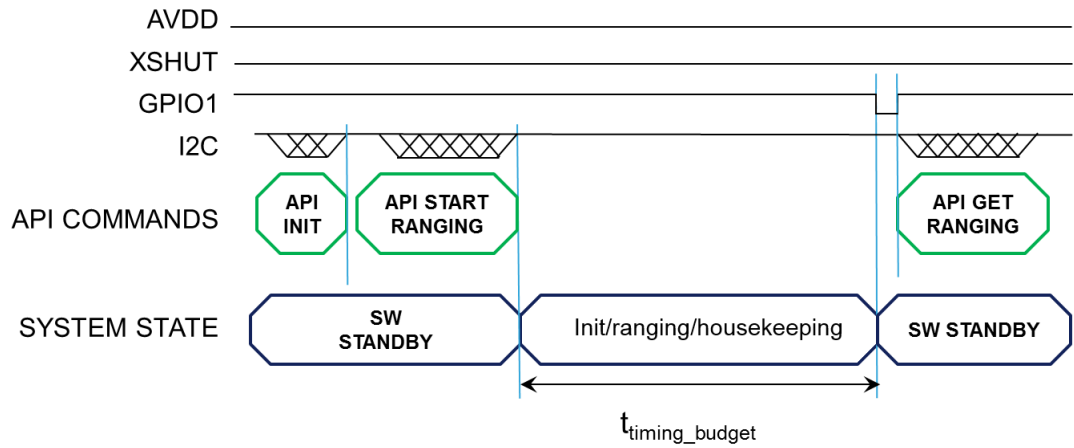 AVDD
XSHUT
GPIO1
I2C
API COMMANDS
API
INIT
API START
RANGING
API GET
RANGING
SYSTEM STATE
SW
STANDBY
Init/ranging/housekeeping
SW STANDBY
ttiming_budget